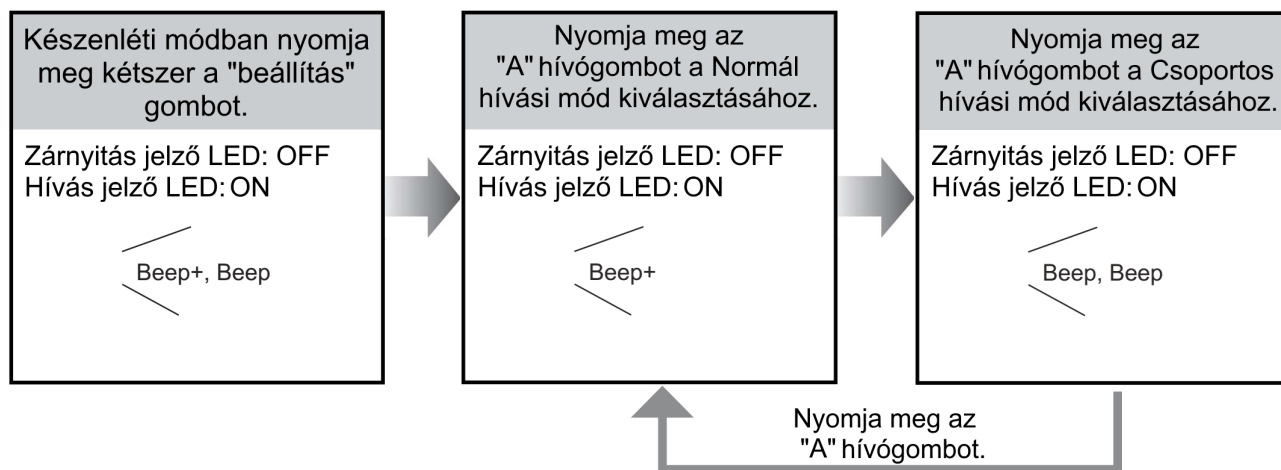 Készenléti módban nyomja
meg kétszer a "beállítás"
gombot.
Zárnyitás jelző LED: OFF
Hívás jelző LED: ON
Beep+, Beep
Nyomja meg az
"A" hívógombot a Normál
hívási mód kiválasztásához.
Zárnyitás jelző LED: OFF
Hívás jelző LED: ON
Beep+
Nyomja meg az
"A" hívógombot a Csoportos
hívási mód kiválasztásához.
Zárnyitás jelző LED: OFF
Hívás jelző LED: ON
Beep, Beep
Nyomja meg az
"A" hívógombot.